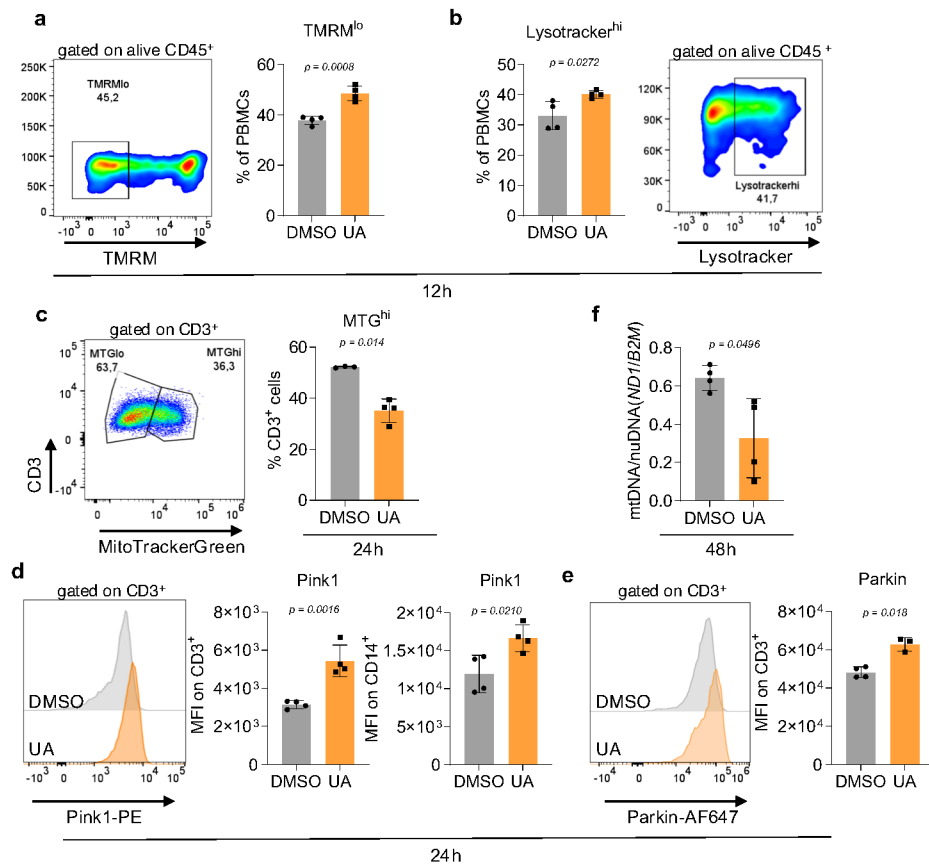 a
TMRMlo
gated on alive CD45+
250K
200K
150K
100K
50K
0
TMRMlo
45,2
-103 0 103 104 105
TMRM
60
40
20
0
% of PBMCs
p = 0.0008
DMSO UA
b
Lysotrackerhi
50
40
30
20
10
0
% of PBMCs
p = 0.0272
DMSO UA
gated on alive CD45 +
120K
90K
60K
30K
0
Lysotrackerhi
41,7
-103 0 103 104 105
Lysotracker
12h
c
gated on CD3+
105
104
0
-104
MTGlo
63,7
MTGhi
36,3
CD3
0 104 105 106
MitoTrackerGreen
MTGhi
p = 0.014
60
40
20
0
% CD3+ cells
DMSO UA
24h
f
p = 0.0496
0.8
0.6
0.4
0.2
0.0
mtDNA/nuDNA(ND1/B2M)
DMSO UA
48h
d
gated on CD3+
DMSO
UA
-103 0 103 104 105
Pink1-PE
Pink1
p = 0.0016
8×103
6×103
4×103
2×103
0
MFI on CD3+
DMSO UA
Pink1
p = 0.0210
2×104
1.5×104
1×104
5×103
0
MFI on CD14+
DMSO UA
e
gated on CD3+
DMSO
UA
-104 0 104 105 106
Parkin-AF647
Parkin
p = 0.018
8×104
6×104
4×104
2×104
0
MFI on CD3+
DMSO UA
24h